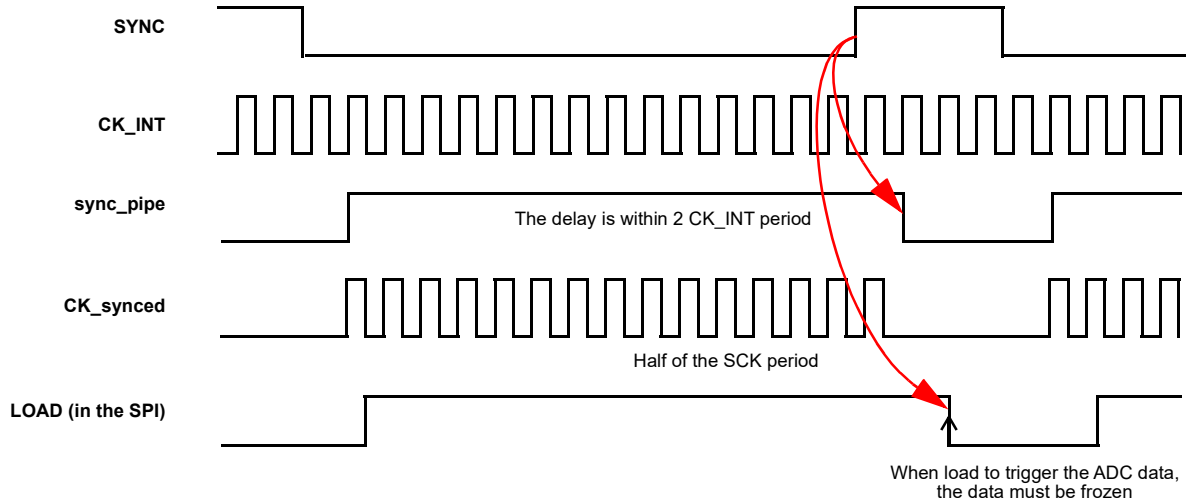 SYNC
CK_INT
sync_pipe
The delay is within 2 CK_INT period
CK_synced
Half of the SCK period
LOAD (in the SPI)
When load to trigger the ADC data,
the data must be frozen